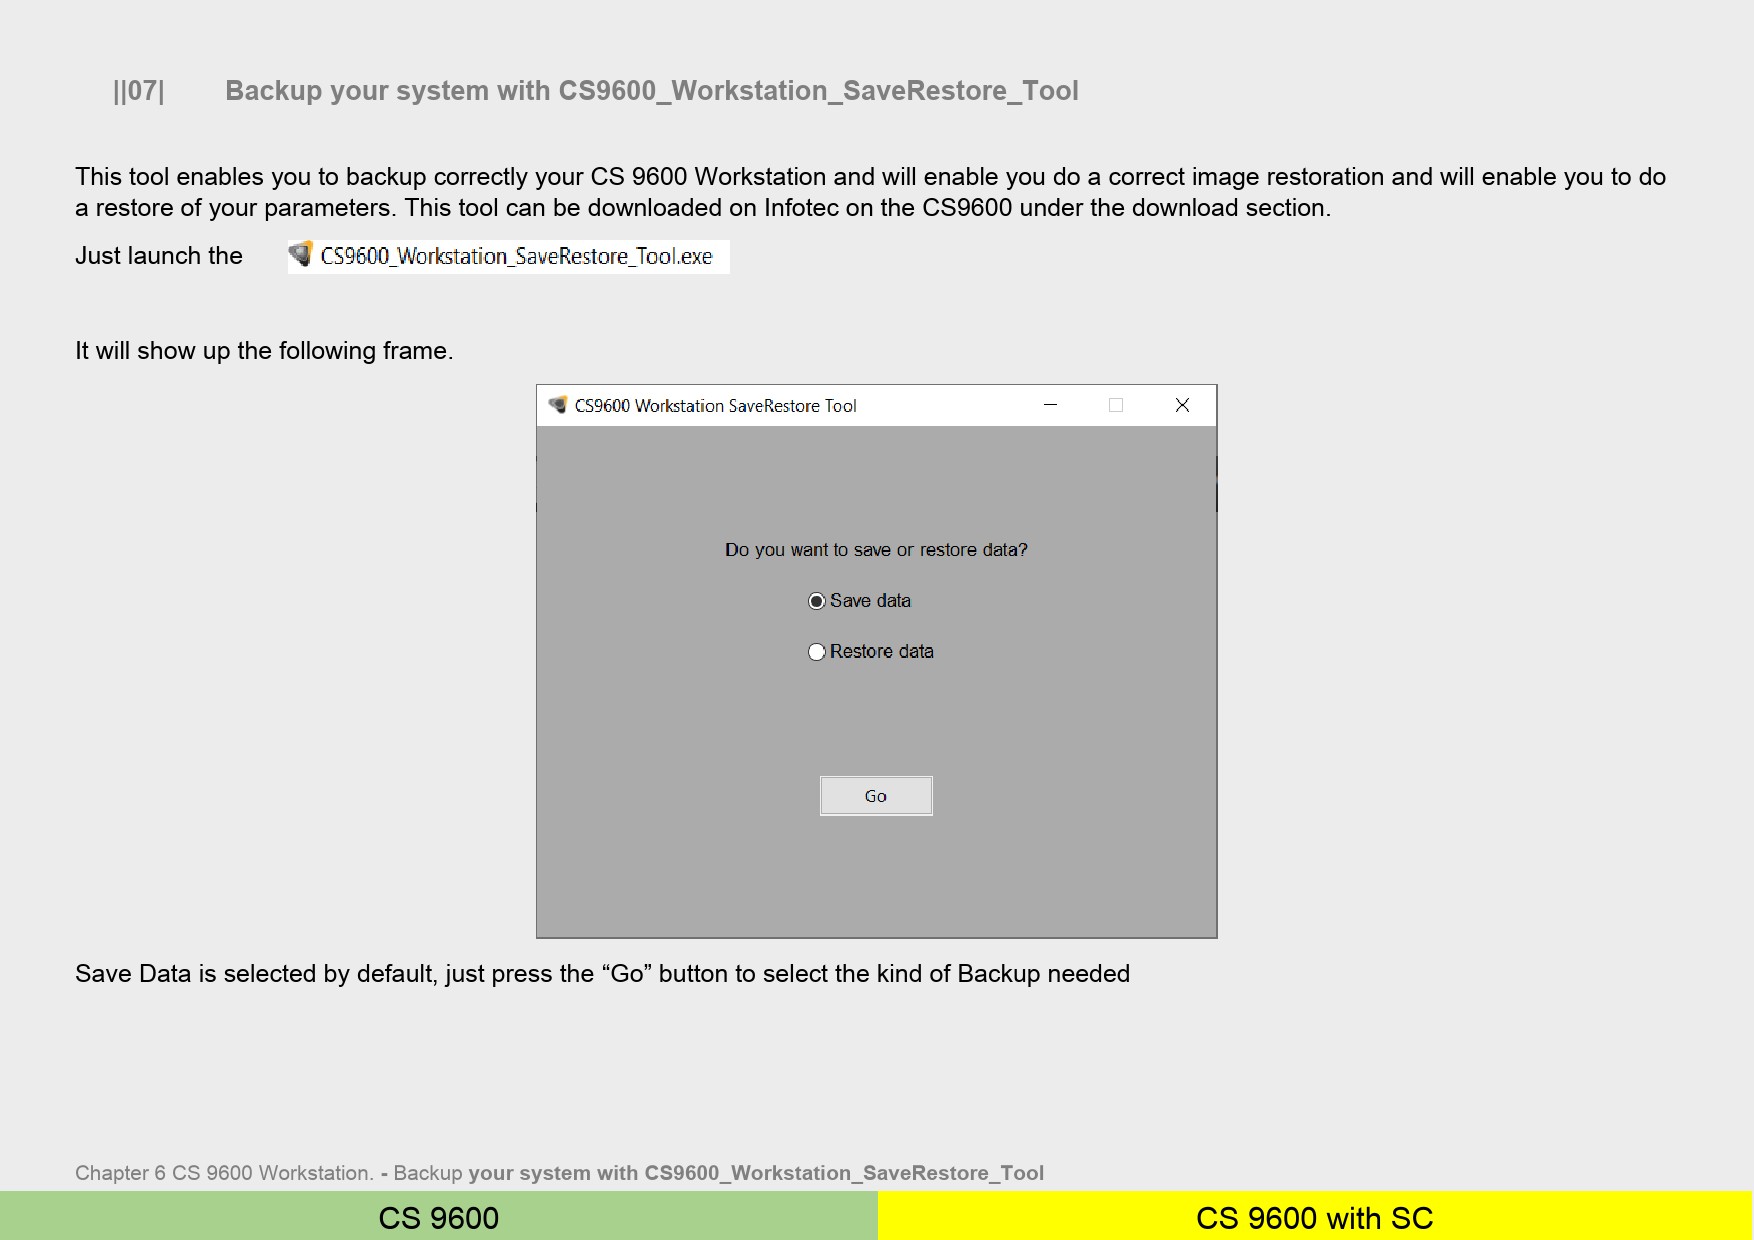 ||07| Backup your system with CS9600_Workstation_SaveRestore_Tool
This tool enables you to backup correctly your CS 9600 Workstation and will enable you do a correct image restoration and will enable you to do
a restore of your parameters. This tool can be downloaded on Infotec on the CS9600 under the download section.
Just launch the CS9600_Workstation_SaveRestore_Tool.exe
It will show up the following frame.
CS9600 Workstation SaveRestore Tool
Do you want to save or restore data?
Save data
Restore data
Go
Save Data is selected by default, just press the “Go” button to select the kind of Backup needed
Chapter 6 CS 9600 Workstation. - Backup your system with CS9600_Workstation_SaveRestore_Tool
CS 9600 CS 9600 with SC